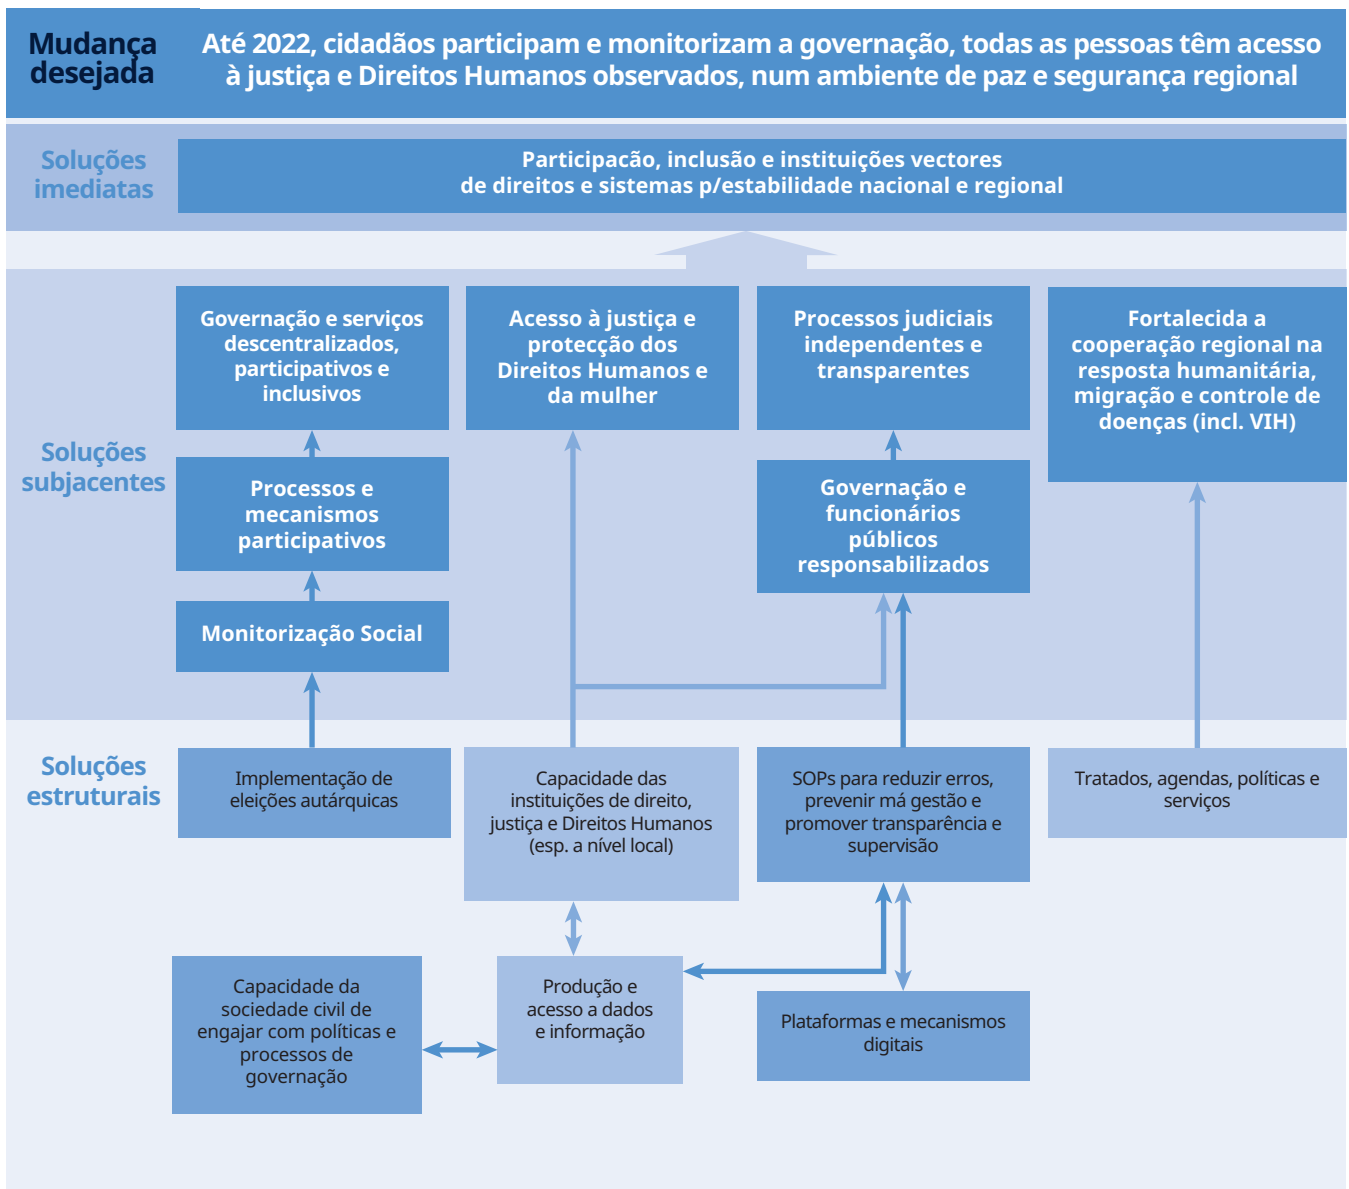 Mudança
desejada
Até 2022, cidadãos participam e monitorizam a governação, todas as pessoas têm acesso
à justiça e Direitos Humanos observados, num ambiente de paz e segurança regional
Soluções
imediatas
Participacão, inclusão e instituições vectores
de direitos e sistemas p/estabilidade nacional e regional
Soluções
subjacentes
Governação e serviços
descentralizados,
participativos e
inclusivos
Acesso à justiça e
protecção dos
Direitos Humanos e
da mulher
Processos judiciais
independentes e
transparentes
Fortalecida a
cooperação regional na
resposta humanitária,
migração e controle de
doenças (incl. VIH)
Processos e
mecanismos
participativos
Governação e
funcionários
públicos
responsabilizados
Monitorização Social
Soluções
estruturais
Implementação de
eleições autárquicas
Capacidade das
instituições de direito,
justiça e Direitos Humanos
(esp. a nível local)
SOPs para reduzir erros,
prevenir má gestão e
promover transparência e
supervisão
Tratados, agendas, políticas e
serviços
Capacidade da
sociedade civil de
engajar com políticas e
processos de
governação
Produção e
acesso a dados
e informação
Plataformas e mecanismos
digitais